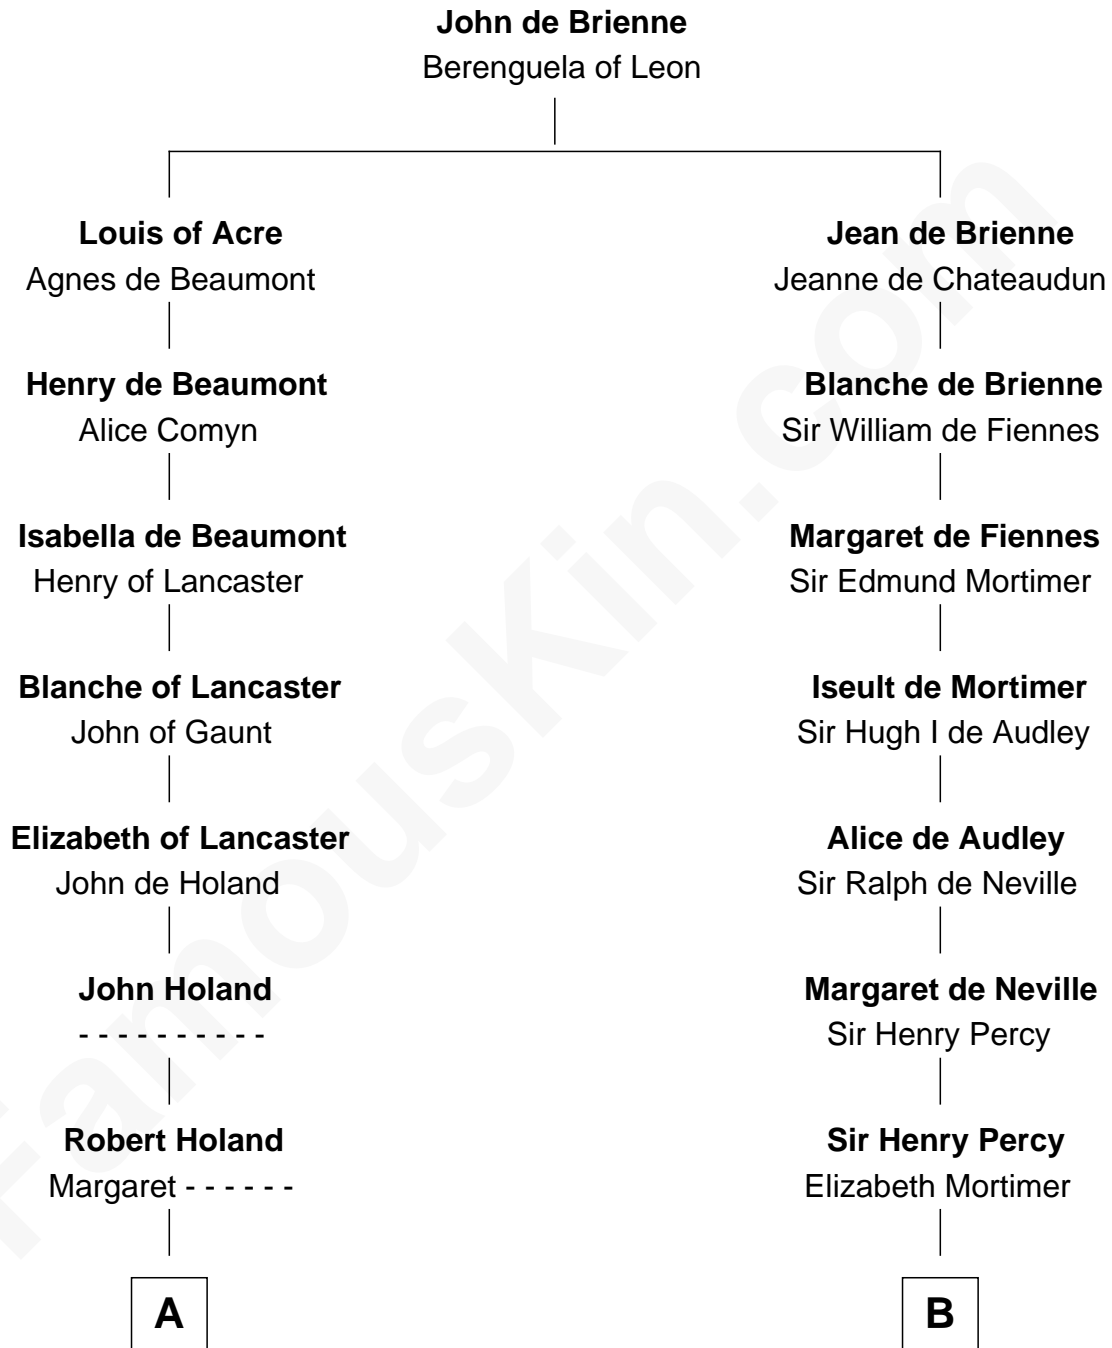 John de Brienne
Berenguela of Leon
Louis of Acre
Agnes de Beaumont
Jean de Brienne
Jeanne de Chateaudun
Henry de Beaumont
Alice Comyn
Blanche de Brienne
Sir William de Fiennes
Isabella de Beaumont
Henry of Lancaster
Margaret de Fiennes
Sir Edmund Mortimer
Blanche of Lancaster
John of Gaunt
Iseult de Mortimer
Sir Hugh I de Audley
Elizabeth of Lancaster
John de Holand
Alice de Audley
Sir Ralph de Neville
John Holand
- - - - - - - - - -
Margaret de Neville
Sir Henry Percy
Robert Holand
Margaret - - - - - -
Sir Henry Percy
Elizabeth Mortimer
A
B
FamousKin.com